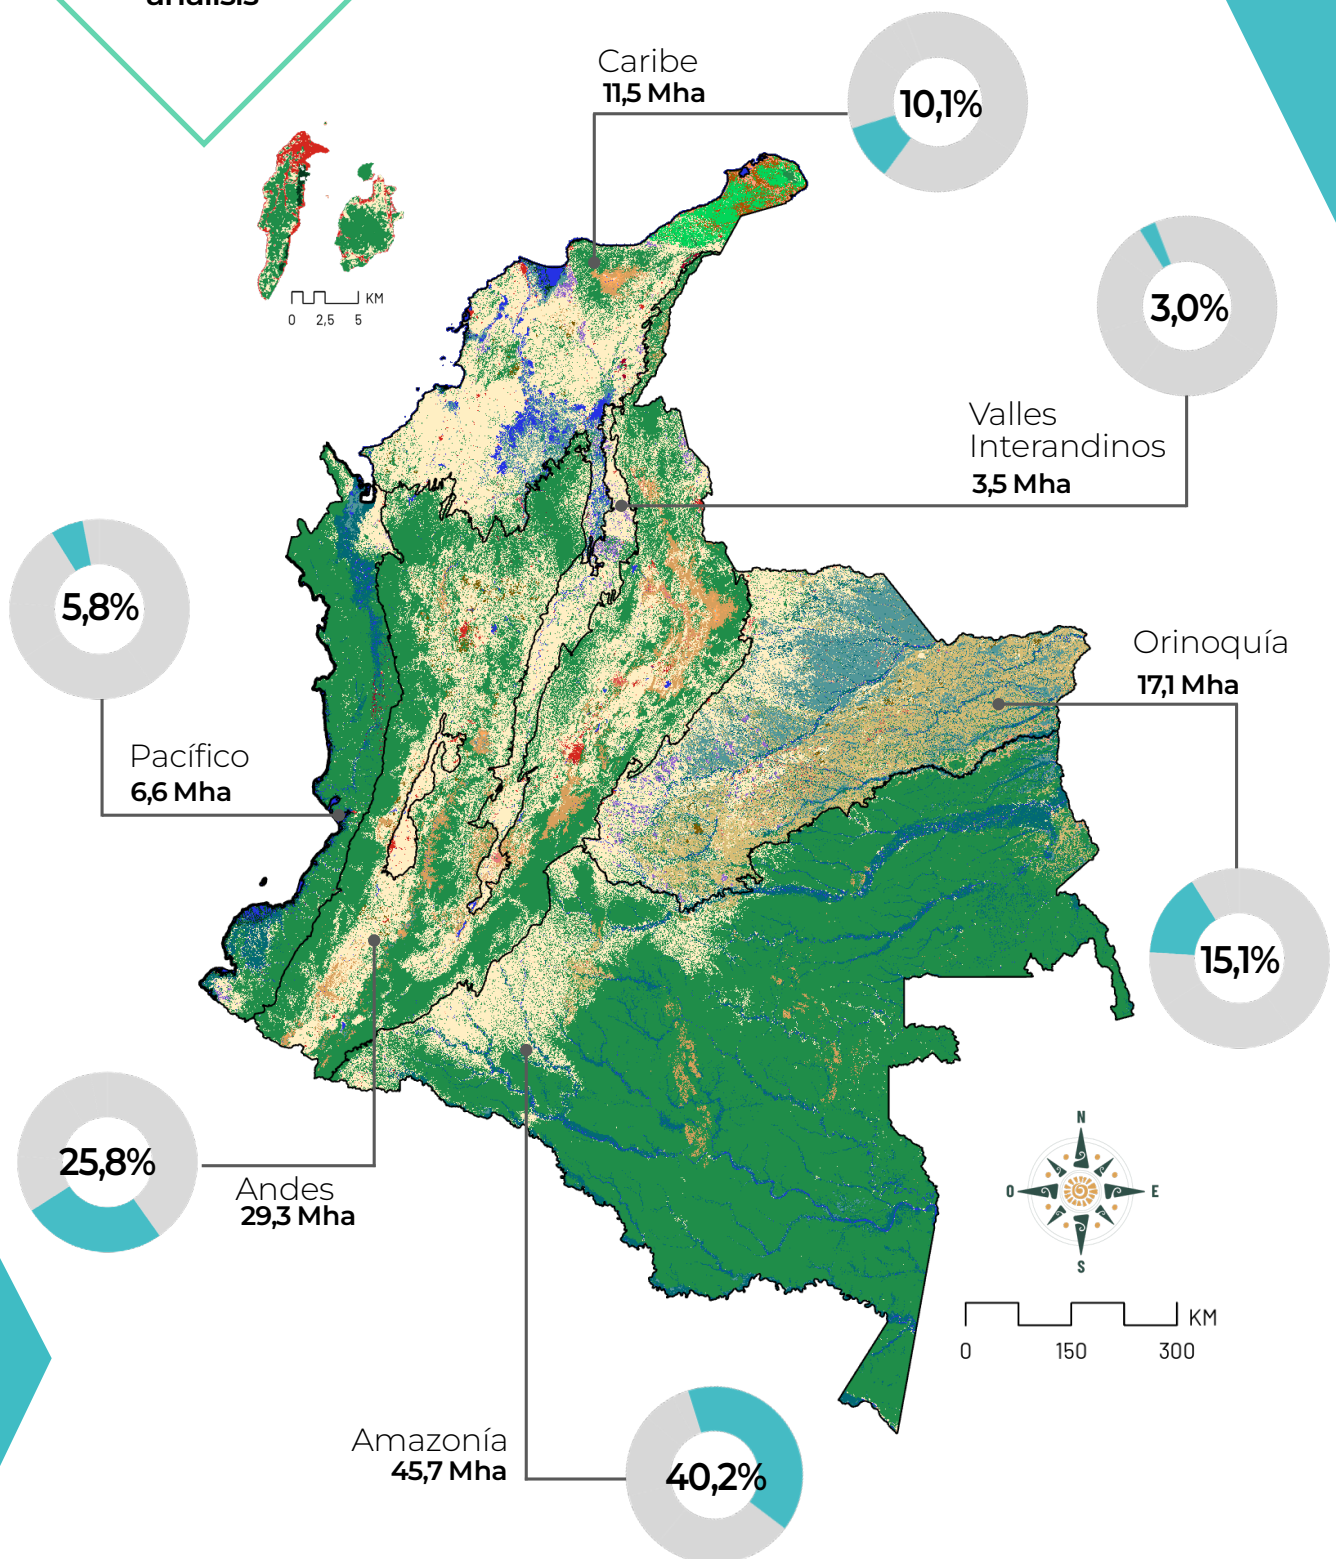 análisis
Caribe
11,5 Mha
10,1%
KM
0 2,5 5
3,0%
Valles
Interandinos
3,5 Mha
5,8%
Pacífico
6,6 Mha
Orinoquía
17,1 Mha
15,1%
25,8%
Andes
29,3 Mha
N
O E
S
KM
0 150 300
Amazonía
45,7 Mha
40,2%